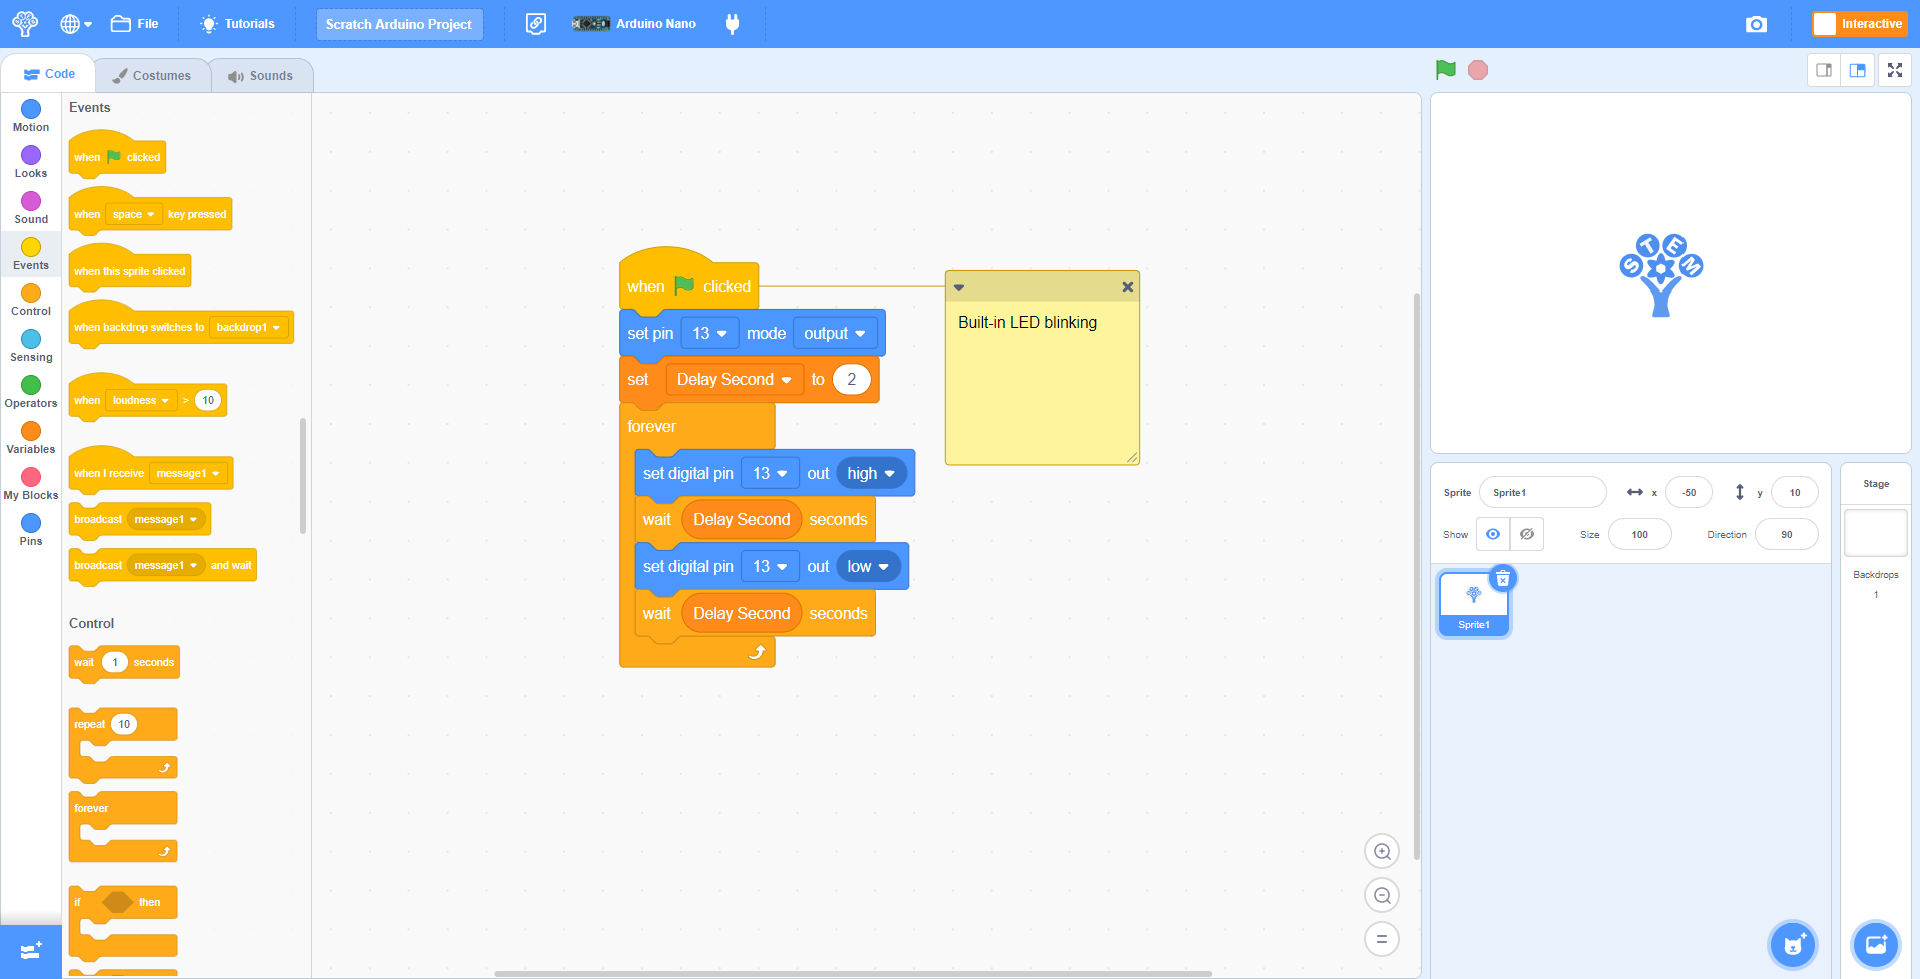 File
Tutorials
Scratch Arduino Project
Arduino Nano
Interactive
Code
Costumes
Sounds
Motion
Looks
Sound
Events
Control
Sensing
Operators
Variables
My Blocks
Pins
Events
when clicked
when space key pressed
when this sprite clicked
when backdrop switches to backdrop1
when loudness > 10
when I receive message1
broadcast message1
broadcast message1 and wait
Control
wait 1 seconds
repeat 10
forever
if then
when clicked
set pin 13 mode output
set Delay Second to 2
forever
set digital pin 13 out high
wait Delay Second seconds
set digital pin 13 out low
wait Delay Second seconds
Built-in LED blinking
STEM
Sprite Sprite1 x -50 y 10
Show Size 100 Direction 90
Sprite1
Stage
Backdrops
1